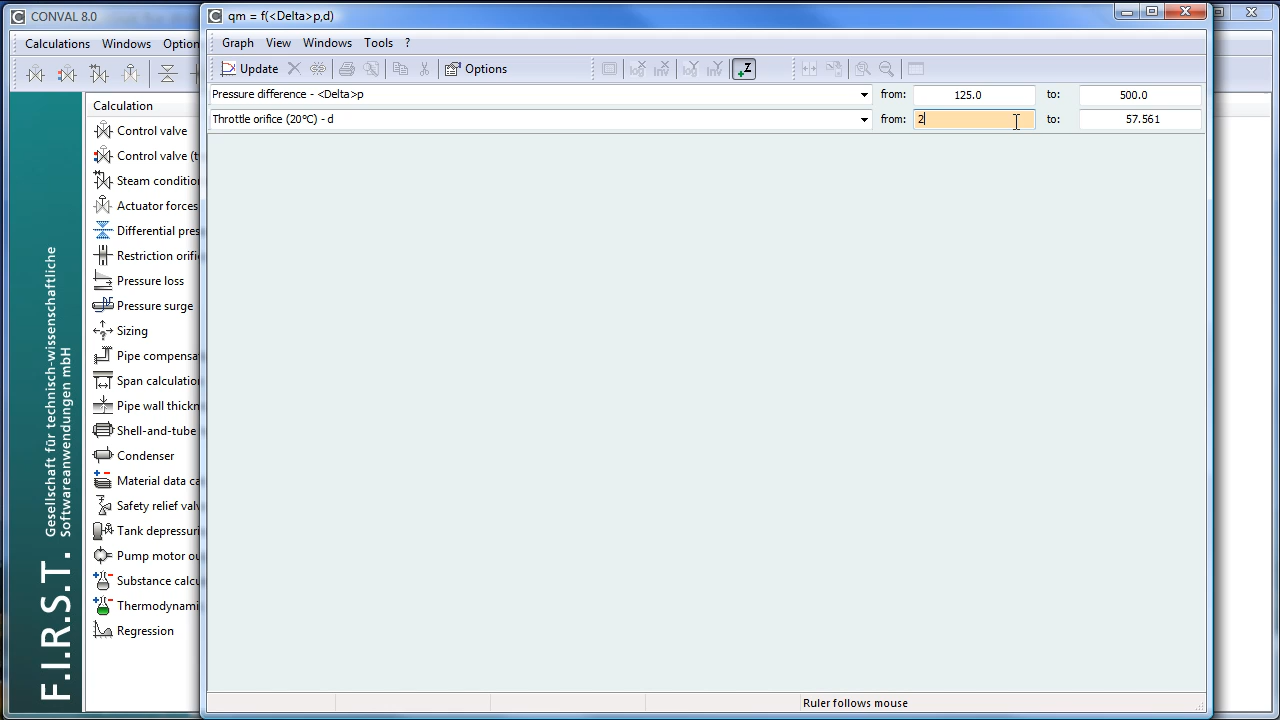 CONVAL 8.0
qm = f(<Delta>p,d)
Calculations Windows Option
Graph View Windows Tools ?
Update Options
Pressure difference - <Delta>p from: 125.0 to: 500.0
Throttle orifice (20°C) - d from: 2 to: 57.561
Calculation
Control valve
Control valve (t
Steam conditio
Actuator forces
Differential pres
Restriction orifi
Pressure loss
Pressure surge
Sizing
Pipe compensa
Span calculatio
Pipe wall thickn
Shell-and-tube
Condenser
Material data ca
Safety relief valv
Tank depressuri
Pump motor ou
Substance calcu
Thermodynami
Regression
F.I.R.S.T. Gesellschaft für technisch-wissenschaftliche
Softwareanwendungen mbH
Ruler follows mouse